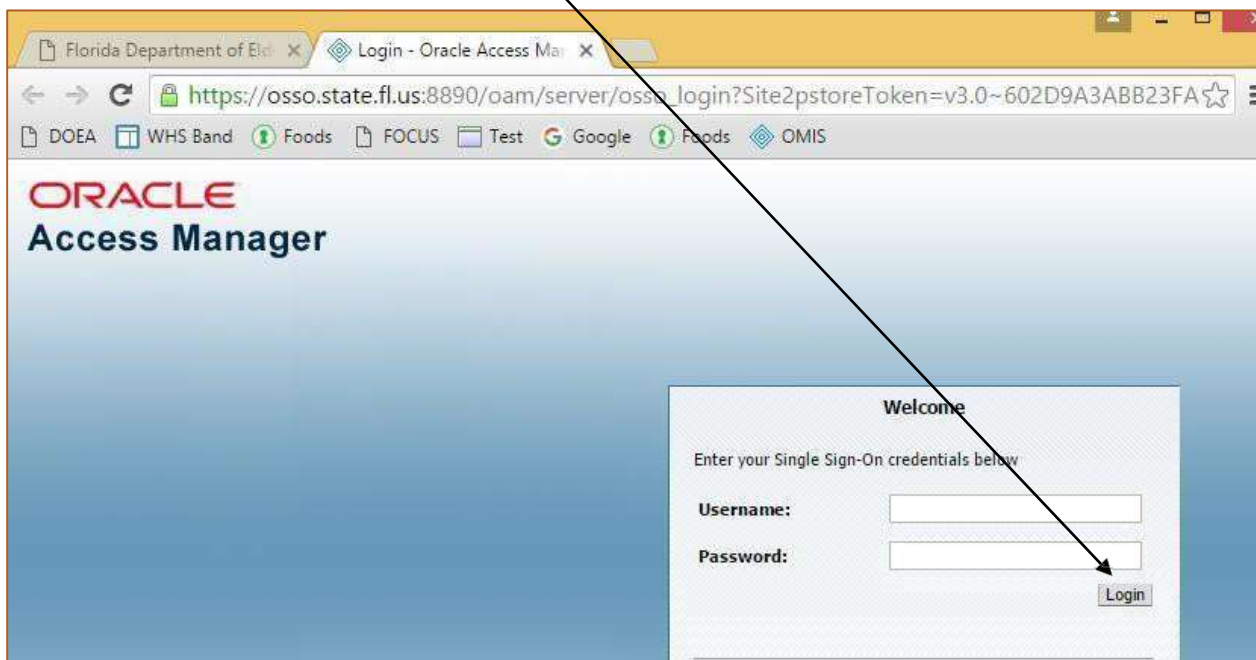 Florida Department of Eld
Login - Oracle Access Ma
https://osso.state.fl.us:8890/oam/server/osso_login?Site2pstoreToken=v3.0~602D9A3ABB23FA
DOEA WHS Band Foods FOCUS Test G Google Foods OMIS
ORACLE
Access Manager
Welcome
Enter your Single Sign-On credentials below
Username:
Password:
Login